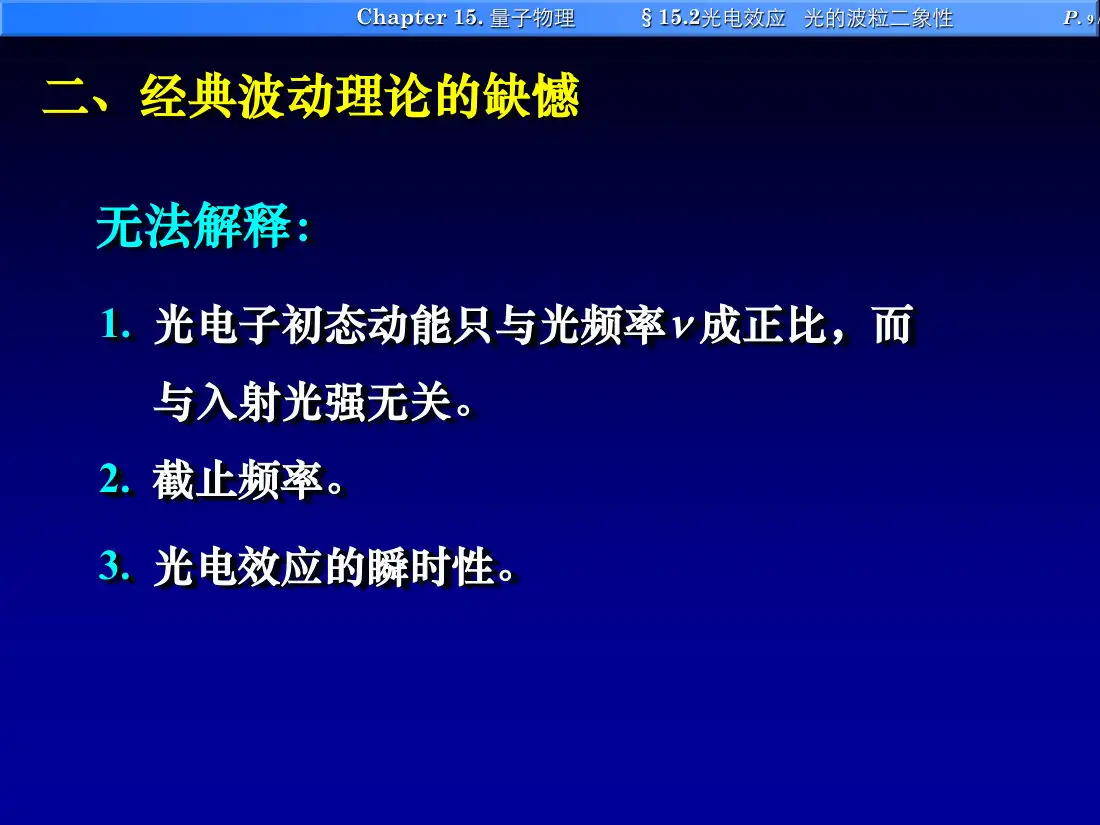 Chapter 15. 量子物理 §15.2光电效应 光的波粒二象性 P. 9/
二、经典波动理论的缺憾
无法解释:
1. 光电子初态动能只与光频率ν成正比，而
与入射光强无关。
2. 截止频率。
3. 光电效应的瞬时性。